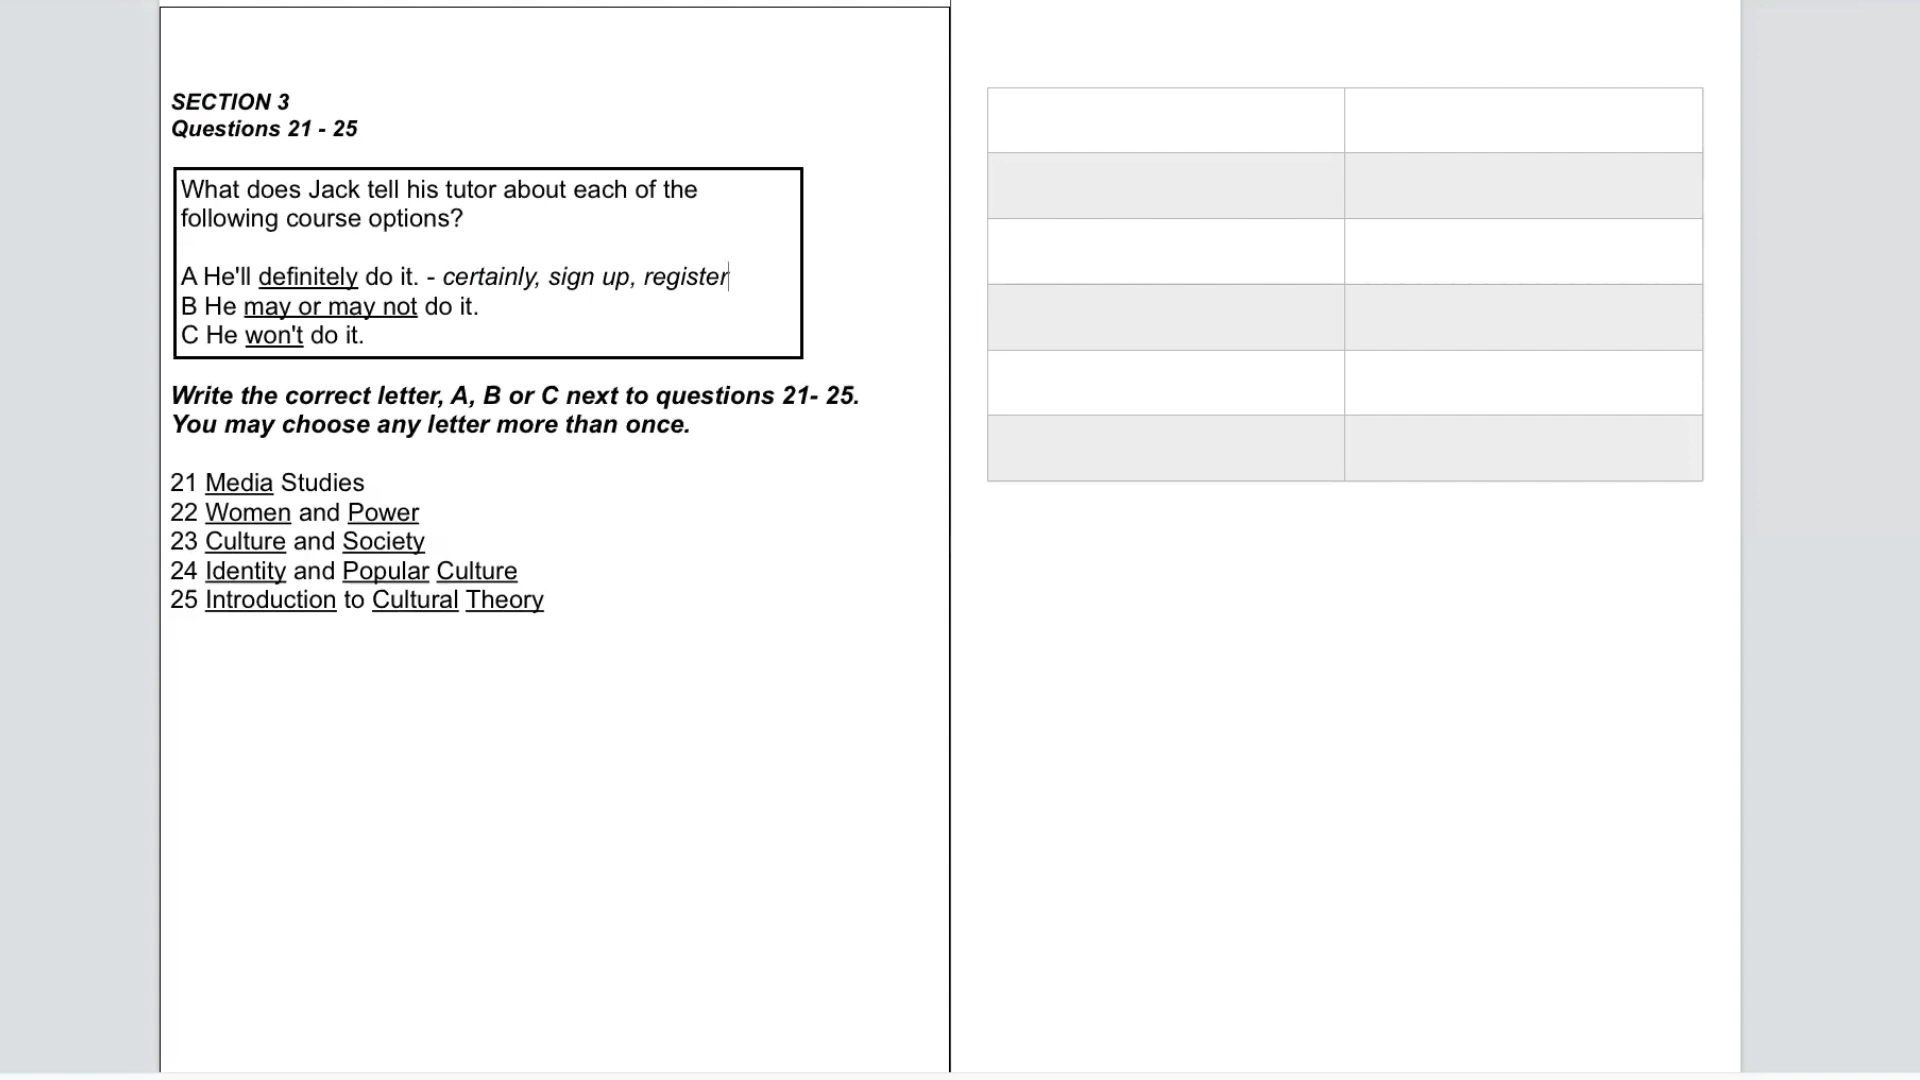 SECTION 3
Questions 21 - 25
What does Jack tell his tutor about each of the
following course options?
A He'll definitely do it. - certainly, sign up, register
B He may or may not do it.
C He won't do it.
Write the correct letter, A, B or C next to questions 21- 25.
You may choose any letter more than once.
21 Media Studies
22 Women and Power
23 Culture and Society
24 Identity and Popular Culture
25 Introduction to Cultural Theory